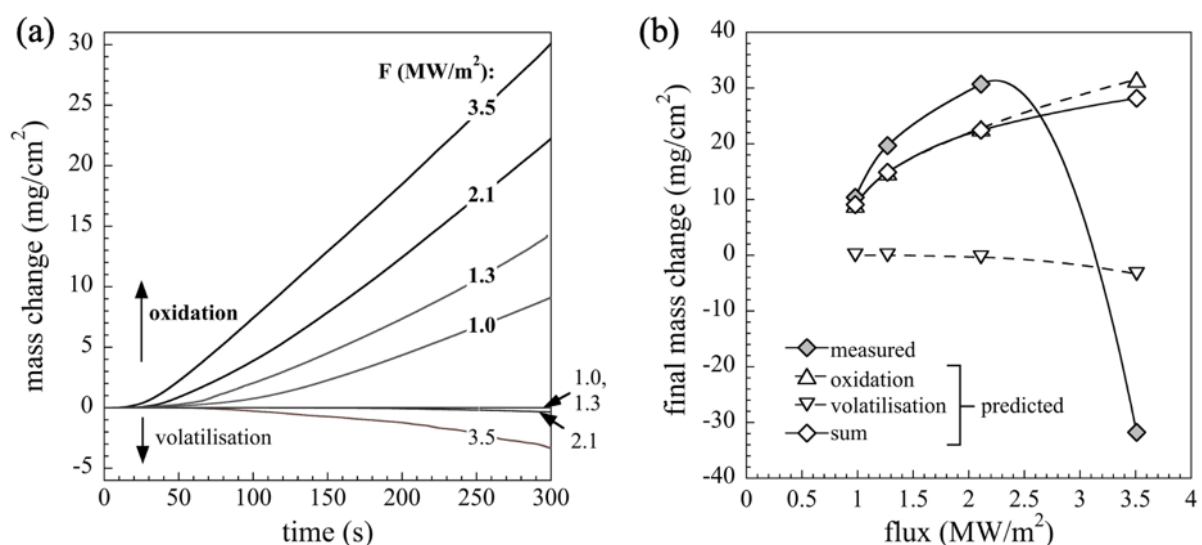 (a)
mass change (mg/cm²)
30
25
20
15
10
5
0
-5
F (MW/m²):
3.5
2.1
1.3
1.0
oxidation
volatilisation
3.5
1.0,
1.3
2.1
0 50 100 150 200 250 300
time (s)
(b)
final mass change (mg/cm²)
40
30
20
10
0
-10
-20
-30
-40
measured
oxidation
volatilisation
sum
predicted
0 0.5 1 1.5 2 2.5 3 3.5 4
flux (MW/m²)